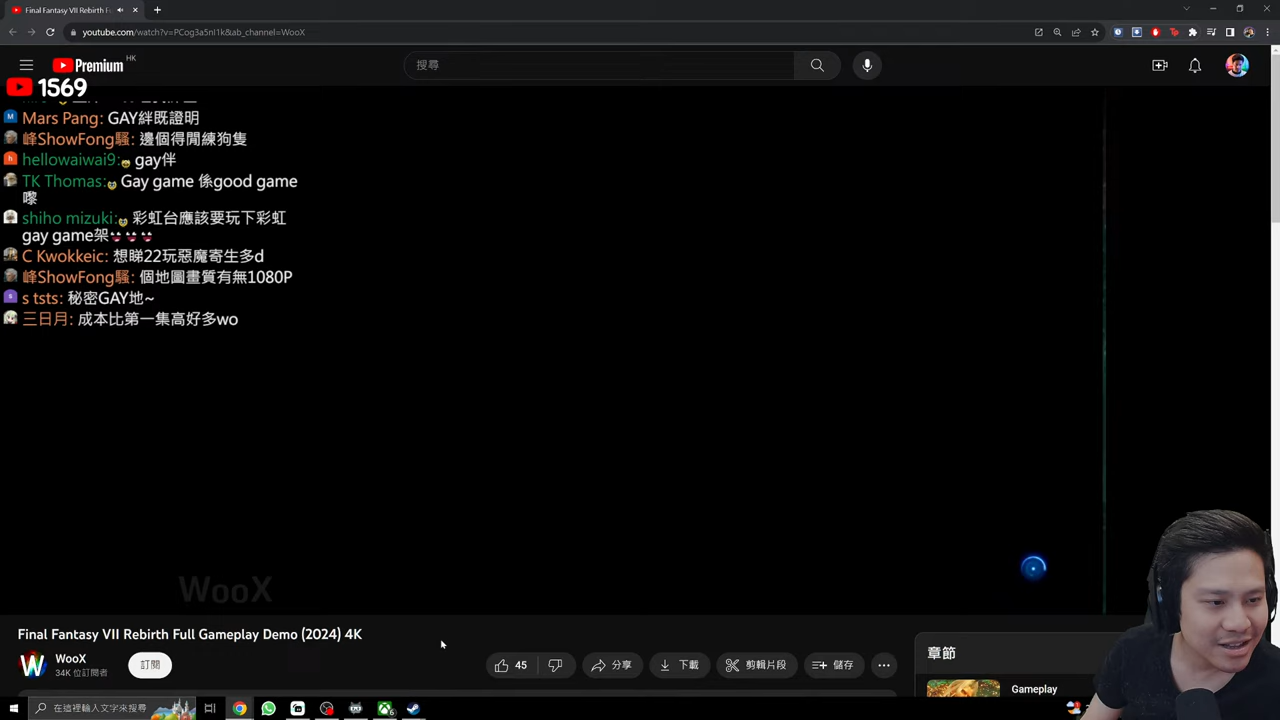 Final Fantasy VII Rebirth F
youtube.com/watch?v=PCog3a5nI1k&ab_channel=WooX
Premium HK
搜尋
1569
Mars Pang: GAY絆既證明
峰ShowFong騷: 邊個得閒練狗隻
hellowaiwai9: gay伴
TK Thomas: Gay game 係good game
嚟
shiho mizuki: 彩虹台應該要玩下彩虹
gay game架
C Kwokkeic: 想睇22玩惡魔寄生多d
峰ShowFong騷: 個地圖畫質有無1080P
s tsts: 秘密GAY地~
三日月: 成本比第一集高好多wo
WooX
Final Fantasy VII Rebirth Full Gameplay Demo (2024) 4K
WooX
34K 位訂閱者
訂閱
45
分享
下載
剪輯片段
儲存
章節
Gameplay
在這裡輸入文字來搜尋